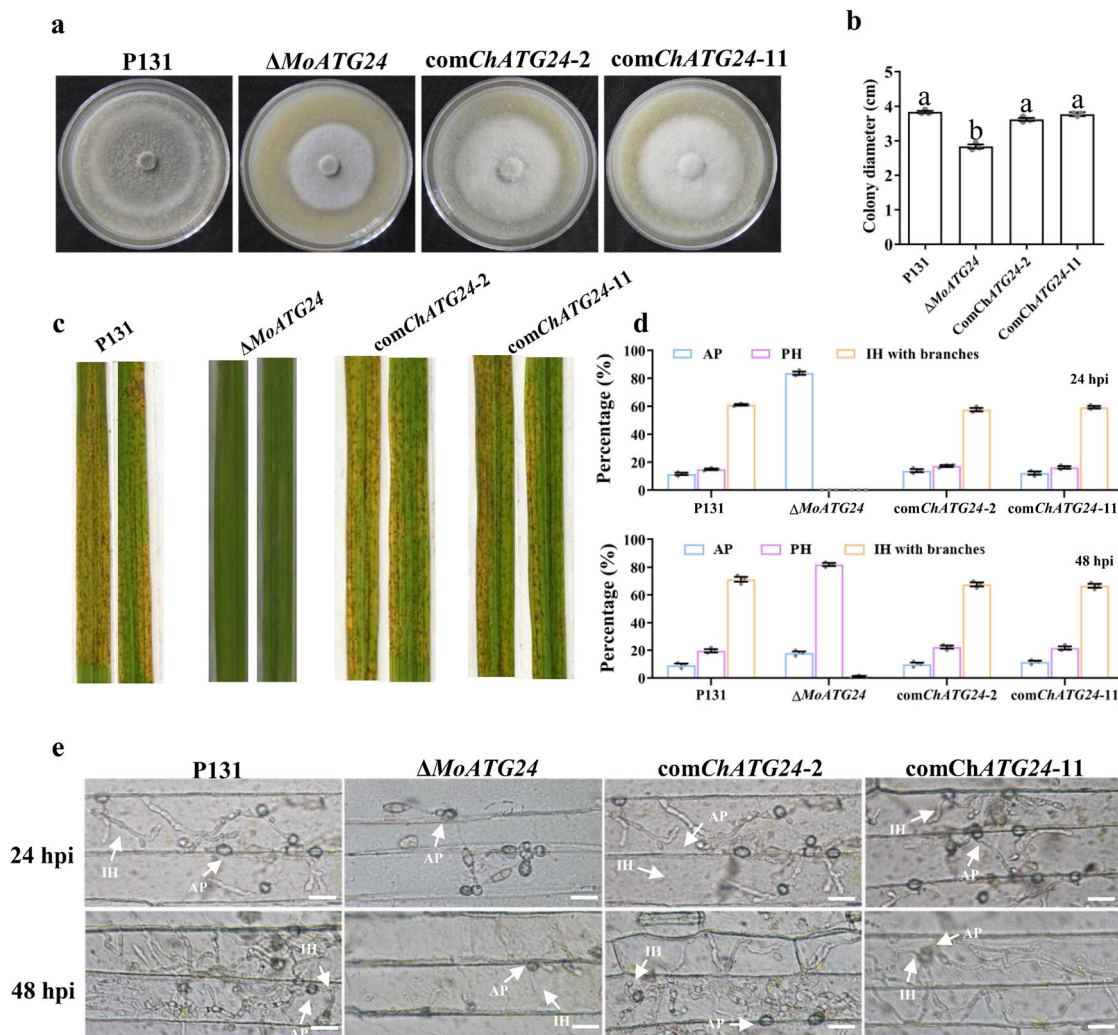 a
P131
ΔMoATG24
comChATG24-2
comChATG24-11
b
Colony diameter (cm)
5
4
3
2
1
0
a
b
a
a
P131
ΔMoATG24
ComChATG24-2
ComChATG24-11
c
P131
ΔMoATG24
comChATG24-2
comChATG24-11
d
AP PH IH with branches
24 hpi
Percentage (%)
100
80
60
40
20
0
P131 ΔMoATG24 comChATG24-2 comChATG24-11
AP PH IH with branches
48 hpi
Percentage (%)
100
80
60
40
20
0
P131 ΔMoATG24 comChATG24-2 comChATG24-11
e
P131 ΔMoATG24 comChATG24-2 comChATG24-11
24 hpi
IH
AP
AP
AP
IH
IH
AP
48 hpi
IH
AP
AP
AP
IH
IH
AP
AP
IH